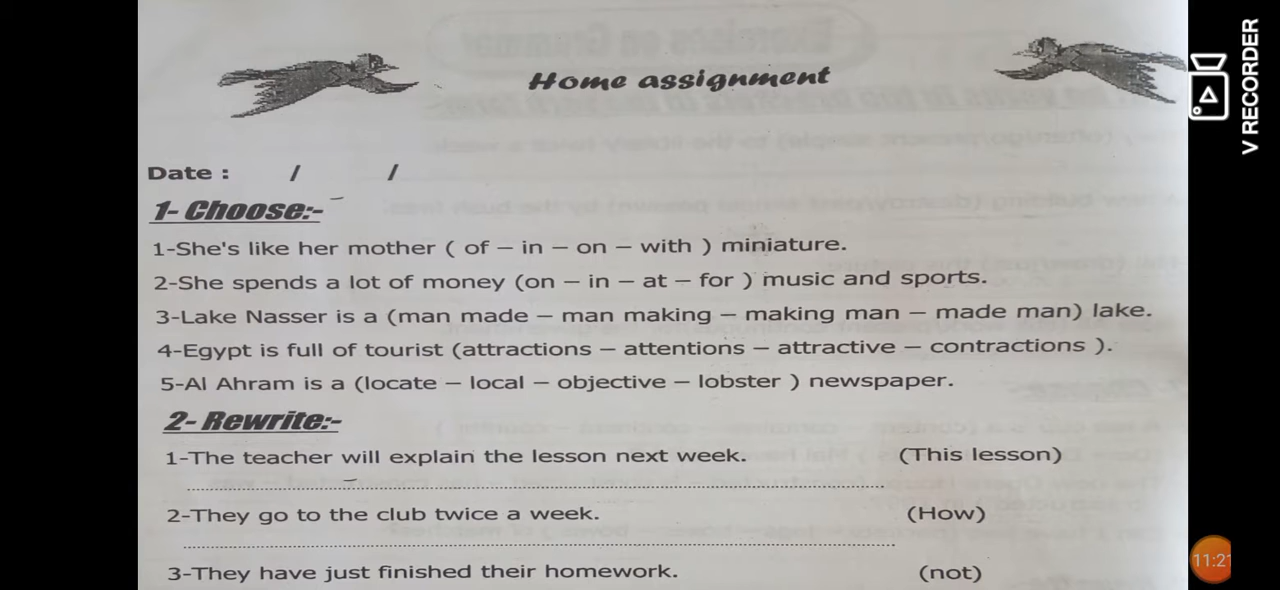 Home assignment
Date : / /
1- Choose:-
1-She's like her mother ( of – in – on – with ) miniature.
2-She spends a lot of money (on – in – at – for ) music and sports.
3-Lake Nasser is a (man made – man making – making man – made man) lake.
4-Egypt is full of tourist (attractions – attentions – attractive – contractions ).
5-Al Ahram is a (locate – local – objective – lobster ) newspaper.
2- Rewrite:-
1-The teacher will explain the lesson next week. (This lesson)
2-They go to the club twice a week. (How)
3-They have just finished their homework. (not)
V RECORDER